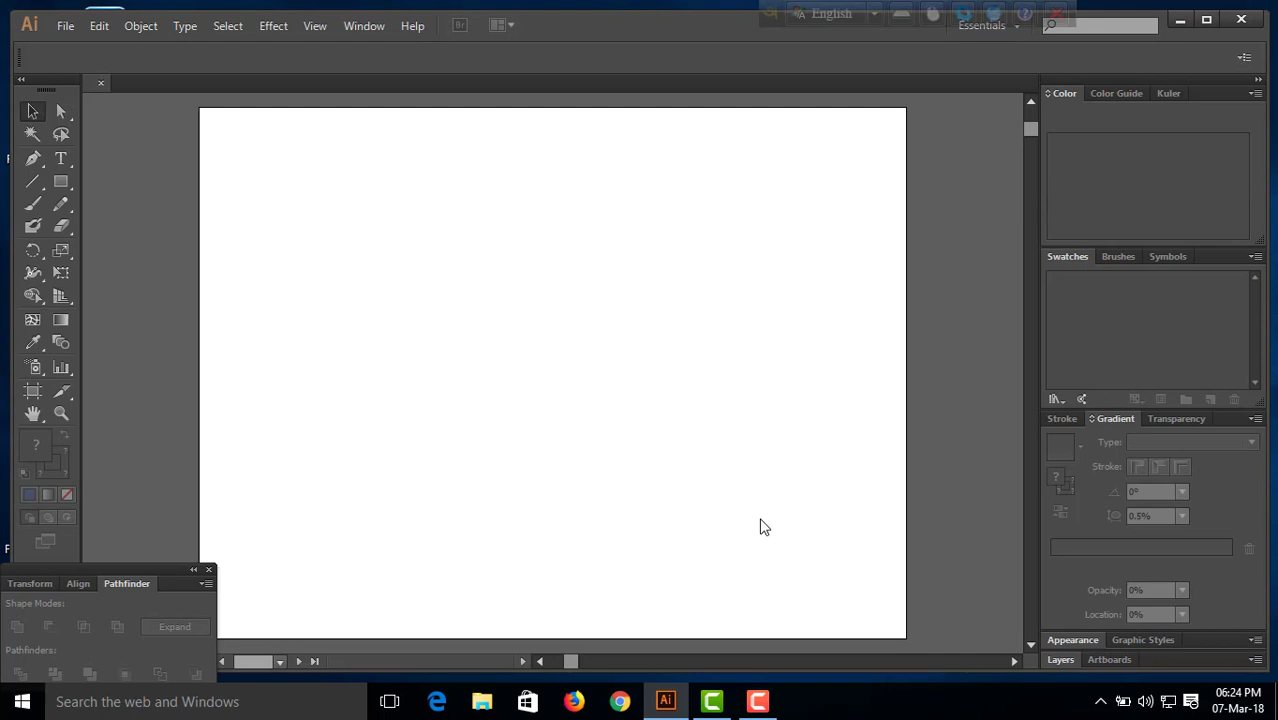 English
Ai File Edit Object Type Select Effect View Window Help Br Essentials
Color Color Guide Kuler
Swatches Brushes Symbols
Stroke Gradient Transparency
Type:
Stroke:
0°
0.5%
Opacity: 0%
Location: 0%
Appearance Graphic Styles
Layers Artboards
?
?
Transform Align Pathfinder
Shape Modes:
Expand
Pathfinders:
Search the web and Windows
Ai
06:24 PM
07-Mar-18